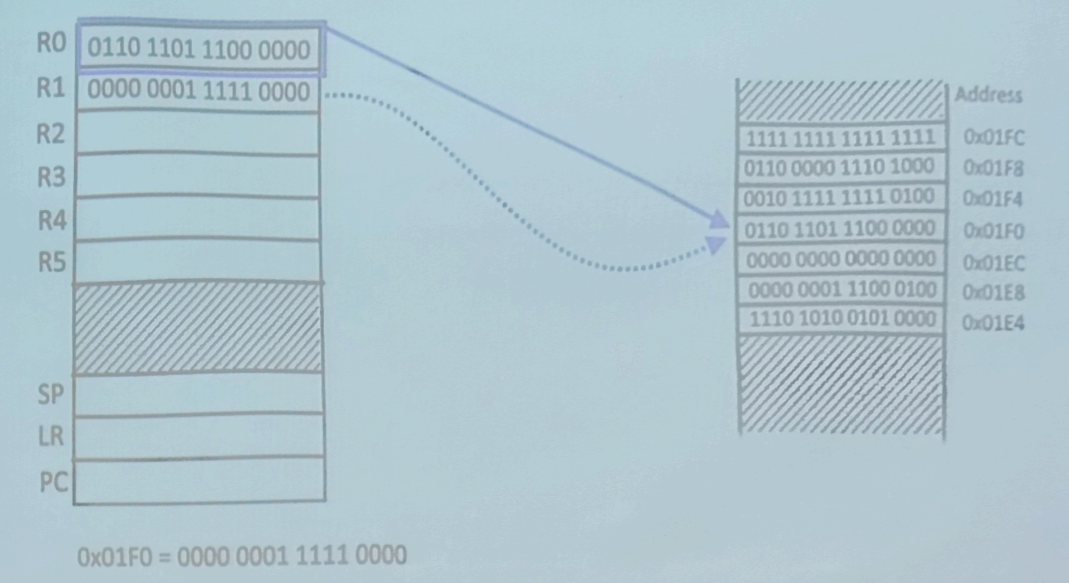 R0 0110 1101 1100 0000
R1 0000 0001 1111 0000
R2
R3
R4
R5
SP
LR
PC
0x01F0 = 0000 0001 1111 0000
Address
1111 1111 1111 1111 0x01FC
0110 0000 1110 1000 0x01F8
0010 1111 1111 0100 0x01F4
0110 1101 1100 0000 0x01F0
0000 0000 0000 0000 0x01EC
0000 0001 1100 0100 0x01E8
1110 1010 0101 0000 0x01E4